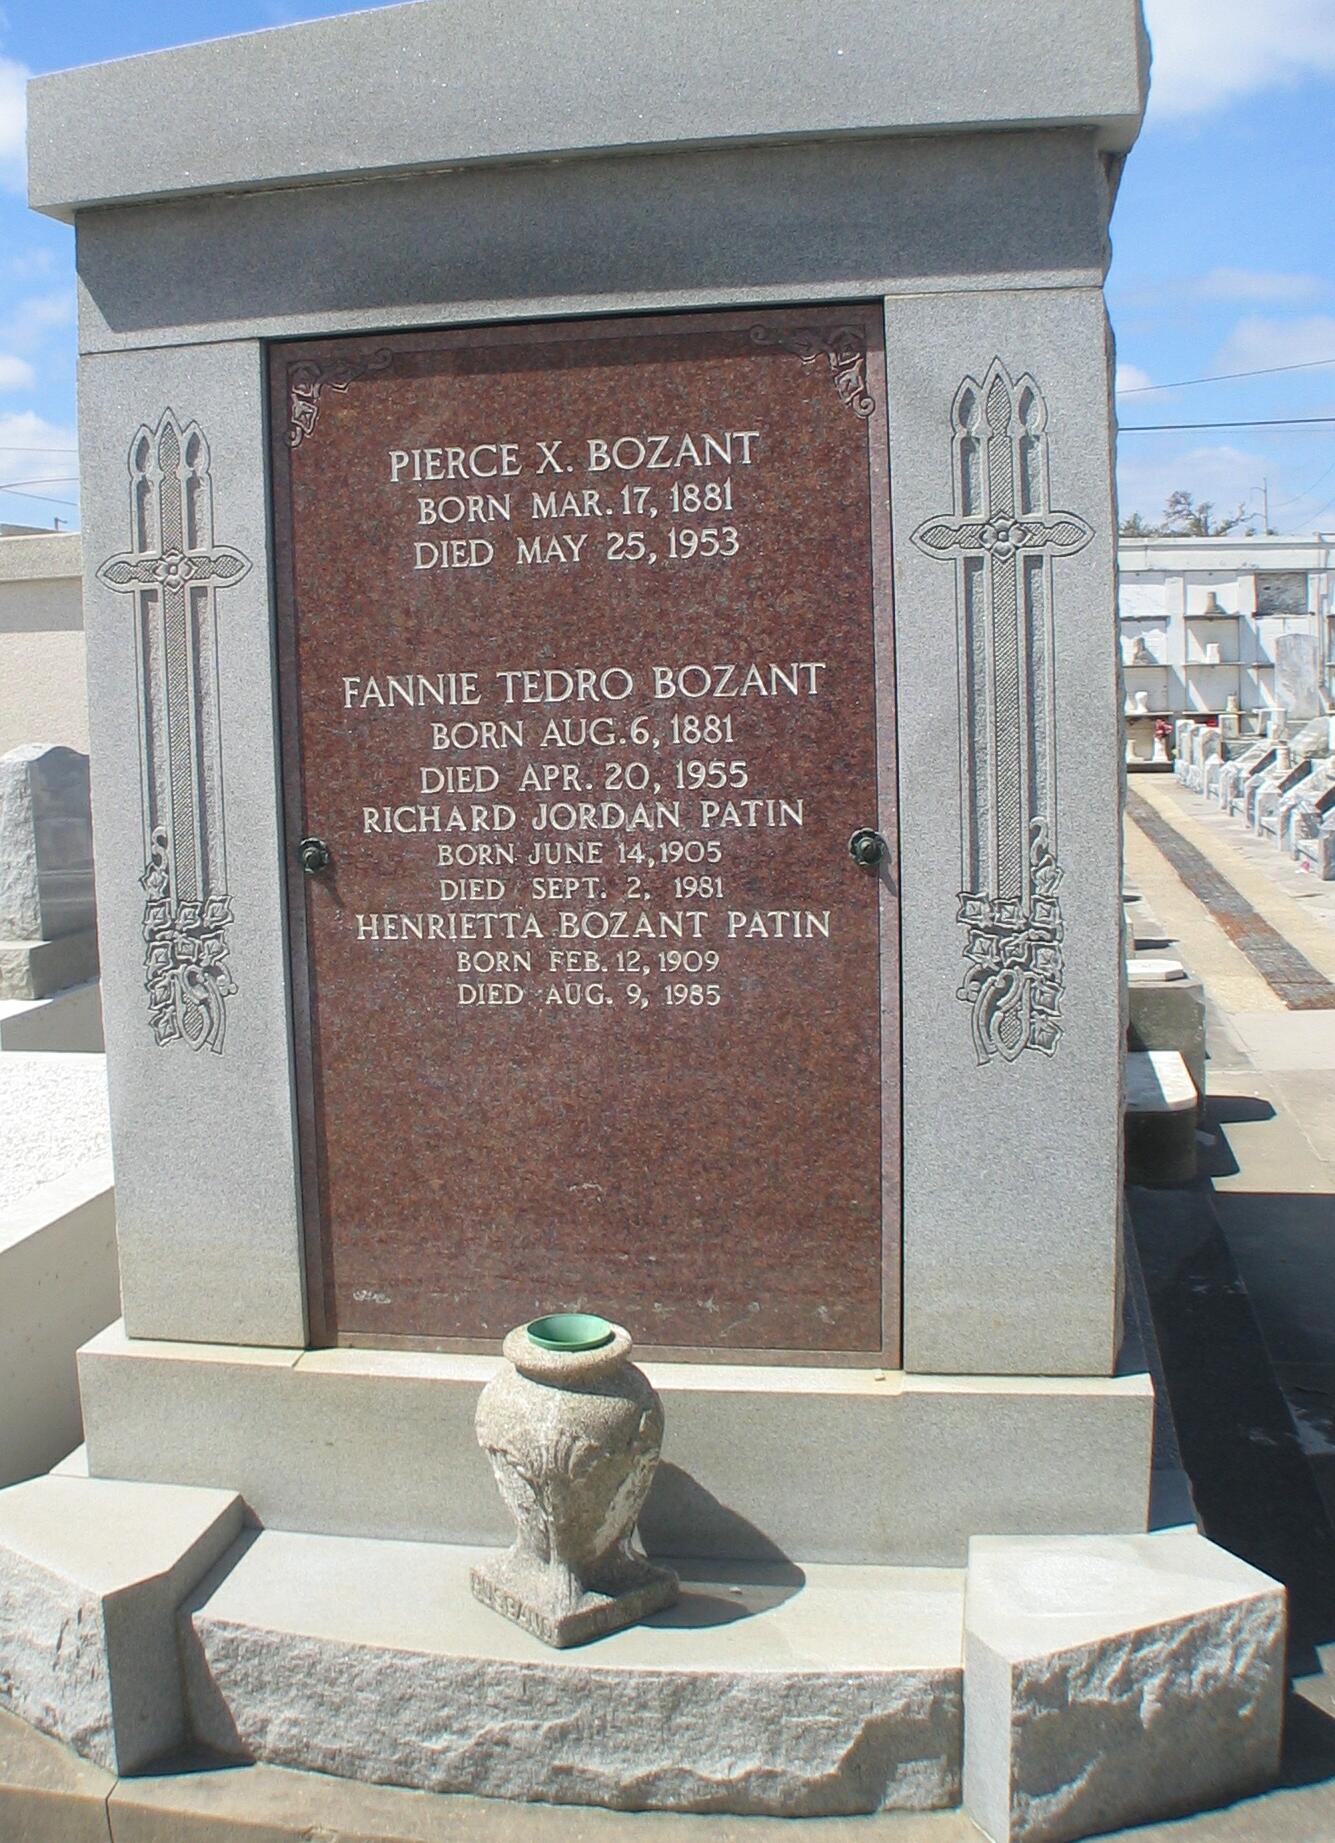 PIERCE X. BOZANT
BORN MAR. 17, 1881
DIED MAY 25, 1953
FANNIE TEDRO BOZANT
BORN AUG. 6, 1881
DIED APR. 20, 1955
RICHARD JORDAN PATIN
BORN JUNE 14, 1905
DIED SEPT. 2, 1981
HENRIETTA BOZANT PATIN
BORN FEB. 12, 1909
DIED AUG. 9, 1985
HUSBAND